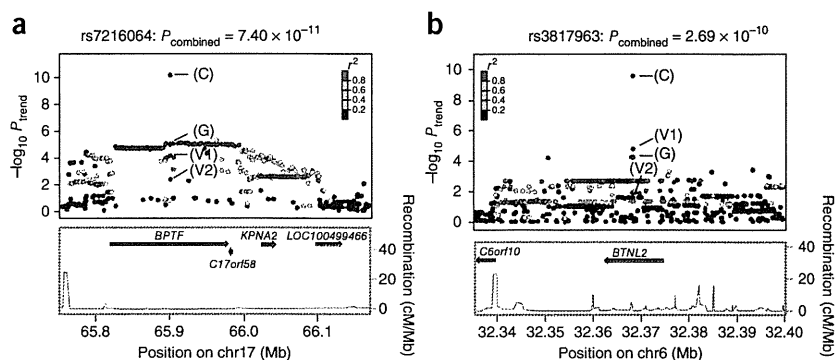 a
rs7216064: P combined = 7.40 × 10⁻¹¹
10
8
6
4
2
0
–log₁₀ P trend
(C)
(G)
(V1)
(V2)
r²
0.8
0.6
0.4
0.2
BPTF
KPNA2
LOC100499466
C17orf58
40
20
0
Recombination (cM/Mb)
65.8
65.9
66.0
66.1
Position on chr17 (Mb)
b
rs3817963: P combined = 2.69 × 10⁻¹⁰
10
8
6
4
2
0
–log₁₀ P trend
(C)
(V1)
(G)
(V2)
r²
0.8
0.6
0.4
0.2
C6orf10
BTNL2
40
20
0
Recombination (cM/Mb)
32.34
32.35
32.36
32.37
32.38
32.39
32.40
Position on chr6 (Mb)